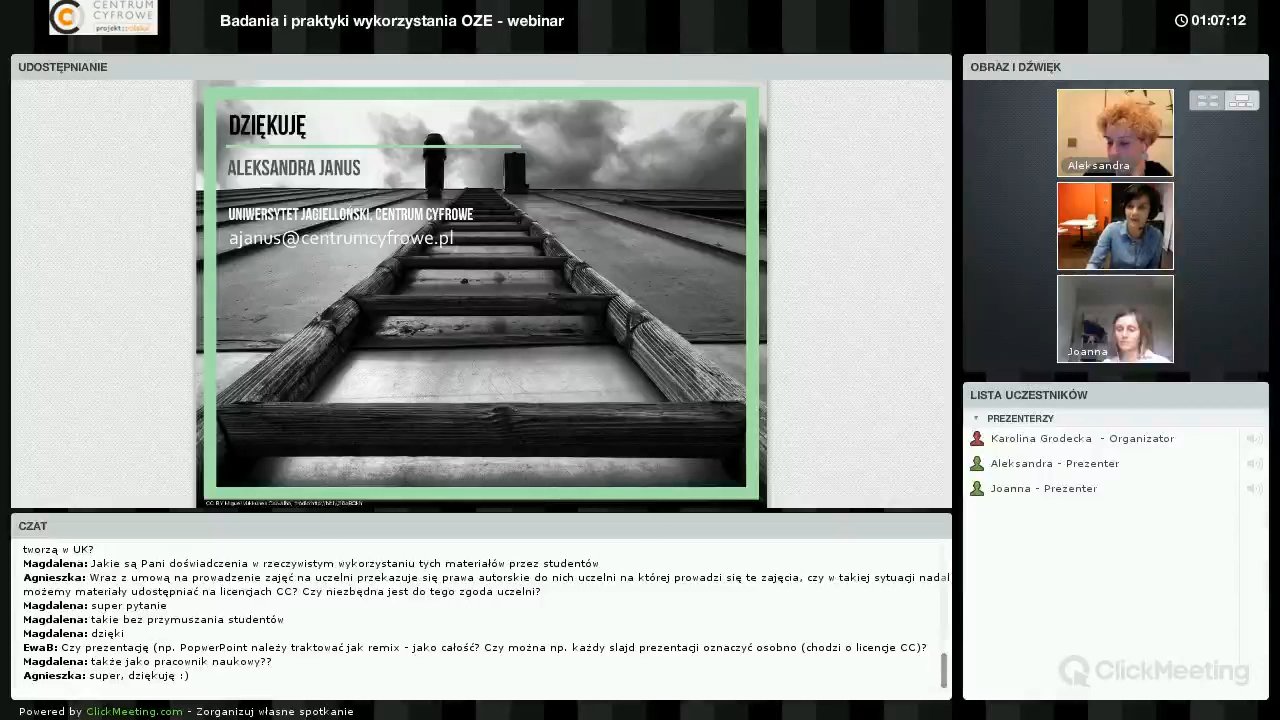 CENTRUM
CYFROWE
Badania i praktyki wykorzystania OZE - webinar
01:07:12
UDOSTĘPNIANIE
DZIĘKUJĘ
ALEKSANDRA JANUS
UNIWERSYTET JAGIELLOŃSKI, CENTRUM CYFROWE
ajanus@centrumcyfrowe.pl
OBRAZ I DŹWIĘK
Aleksandra
Joanna
LISTA UCZESTNIKÓW
PREZENTERZY
Karolina Grodecka - Organizator
Aleksandra - Prezenter
Joanna - Prezenter
ClickMeeting
CZAT
tworzą w UK?
Magdalena: Jakie są Pani doświadczenia w rzeczywistym wykorzystaniu tych materiałów przez studentów
Agnieszka: Wraz z umową na prowadzenie zajęć na uczelni przekazuje się prawa autorskie do nich uczelni na której prowadzi się te zajęcia, czy w takiej sytuacji nadal
możemy materiały udostępniać na licencjach CC? Czy niezbędna jest do tego zgoda uczelni?
Magdalena: super pytanie
Magdalena: takie bez przymuszania studentów
Magdalena: dzięki
EwaB: Czy prezentację (np. PopwerPoint należy traktować jak remix - jako całość? Czy można np. każdy slajd prezentacji oznaczyć osobno (chodzi o licencje CC)?
Magdalena: także jako pracownik naukowy??
Agnieszka: super, dziękuję :)
Powered by ClickMeeting.com - Zorganizuj własne spotkanie